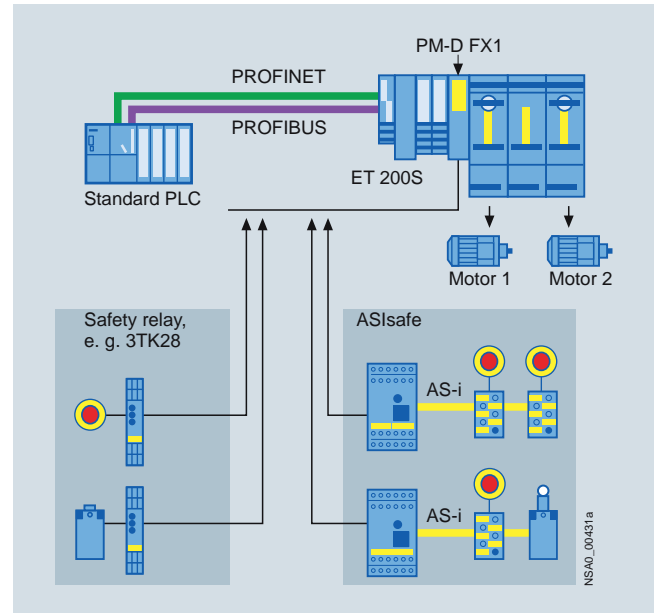 PM-D FX1
PROFINET
PROFIBUS
ET 200S
Standard PLC
Motor 1
Motor 2
Safety relay,
e. g. 3TK28
ASIsafe
AS-i
AS-i
NSA0_00431a